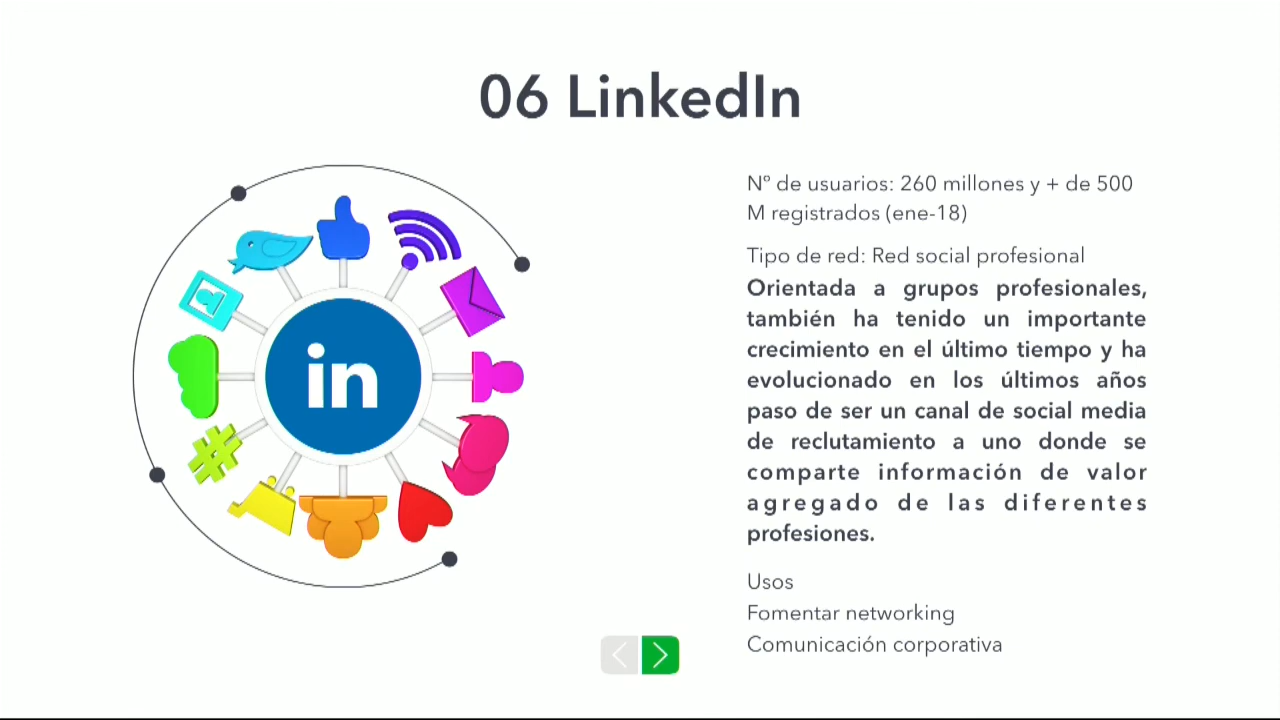 06 LinkedIn
Nº de usuarios: 260 millones y + de 500
M registrados (ene-18)
Tipo de red: Red social profesional
Orientada a grupos profesionales,
también ha tenido un importante
crecimiento en el último tiempo y ha
evolucionado en los últimos años
paso de ser un canal de social media
de reclutamiento a uno donde se
comparte información de valor
agregado de las diferentes
profesiones.
Usos
Fomentar networking
Comunicación corporativa
in
#